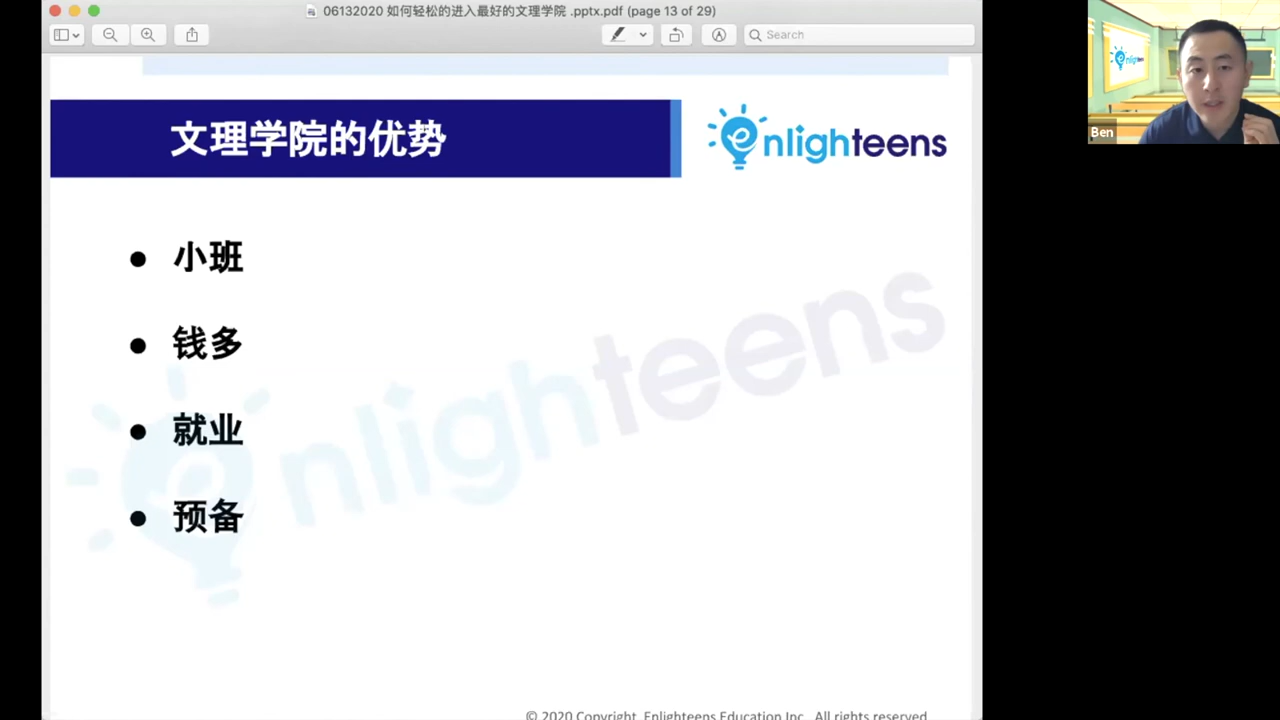 06132020 如何轻松的进入最好的文理学院 .pptx.pdf (page 13 of 29)
Search
文理学院的优势
enlighteens
小班
钱多
就业
预备
enlighteens
© 2020 Copyright, Enlighteens Education Inc., All rights reserved
Ben